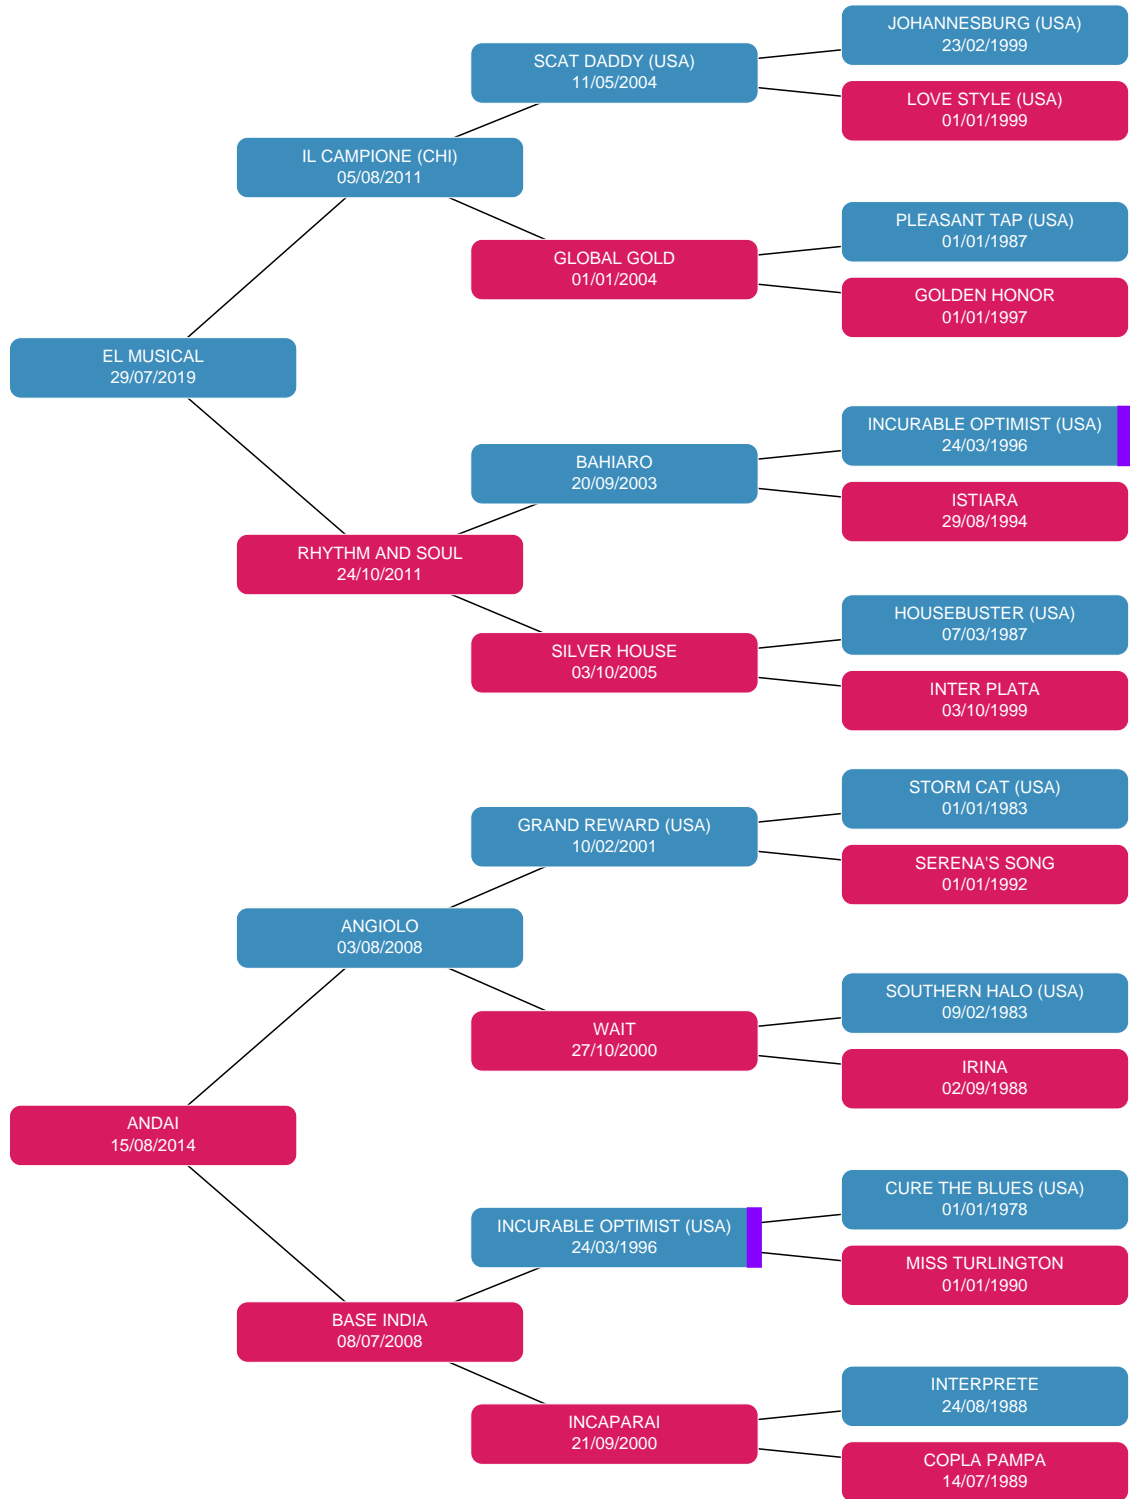 JOHANNESBURG (USA)
23/02/1999
SCAT DADDY (USA)
11/05/2004
LOVE STYLE (USA)
01/01/1999
IL CAMPIONE (CHI)
05/08/2011
PLEASANT TAP (USA)
01/01/1987
GLOBAL GOLD
01/01/2004
GOLDEN HONOR
01/01/1997
EL MUSICAL
29/07/2019
INCURABLE OPTIMIST (USA)
24/03/1996
BAHIARO
20/09/2003
ISTIARA
29/08/1994
RHYTHM AND SOUL
24/10/2011
HOUSEBUSTER (USA)
07/03/1987
SILVER HOUSE
03/10/2005
INTER PLATA
03/10/1999
STORM CAT (USA)
01/01/1983
GRAND REWARD (USA)
10/02/2001
SERENA'S SONG
01/01/1992
ANGIOLO
03/08/2008
SOUTHERN HALO (USA)
09/02/1983
WAIT
27/10/2000
IRINA
02/09/1988
ANDAI
15/08/2014
CURE THE BLUES (USA)
01/01/1978
INCURABLE OPTIMIST (USA)
24/03/1996
MISS TURLINGTON
01/01/1990
BASE INDIA
08/07/2008
INTERPRETE
24/08/1988
INCAPARAI
21/09/2000
COPLA PAMPA
14/07/1989